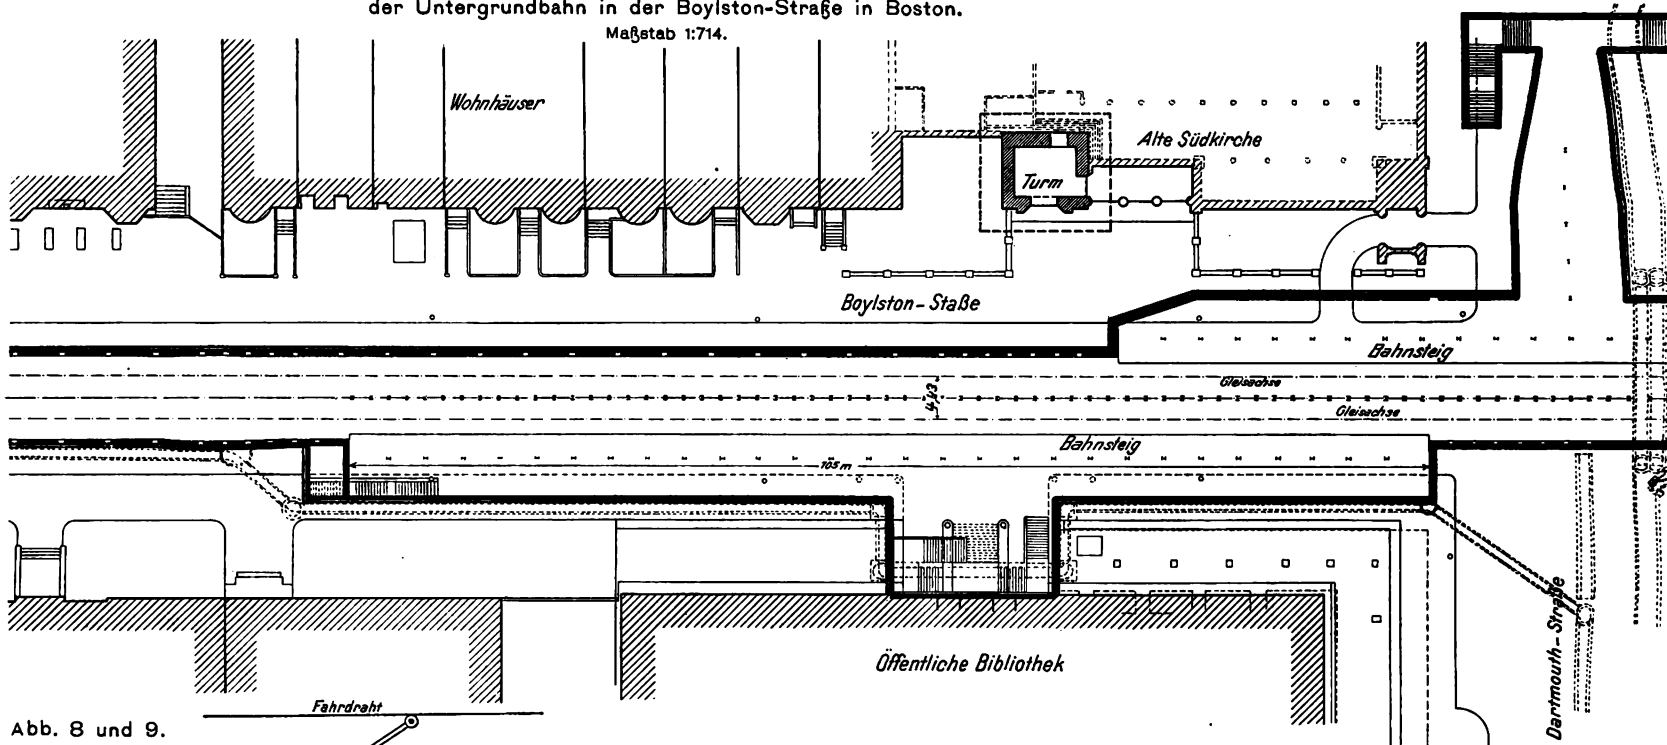 der Untergrundbahn in der Boylston-Straße in Boston.
Maßstab 1:714.
Wohnhäuser
Alte Südkirche
Turm
Boylston-Staße
Bahnsteig
Gleisachse
4,43
Gleisachse
Bahnsteig
105 m
Öffentliche Bibliothek
Dartmouth-Straße
Fahrdraht
Abb. 8 und 9.